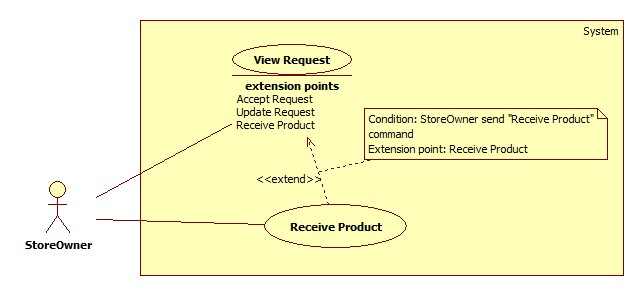 System
View Request
extension points
Accept Request
Update Request
Receive Product
Condition: StoreOwner send "Receive Product"
command
Extension point: Receive Product
<<extend>>
Receive Product
StoreOwner